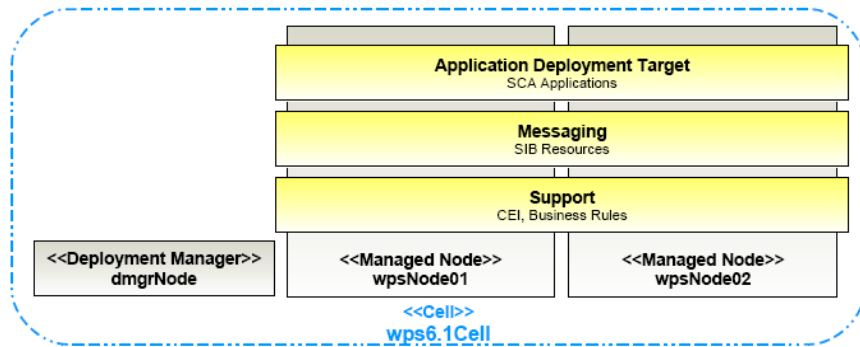 Application Deployment Target
SCA Applications
Messaging
SIB Resources
Support
CEI, Business Rules
<<Deployment Manager>>
dmgrNode
<<Managed Node>>
wpsNode01
<<Managed Node>>
wpsNode02
<<Cell>>
wps6.1Cell